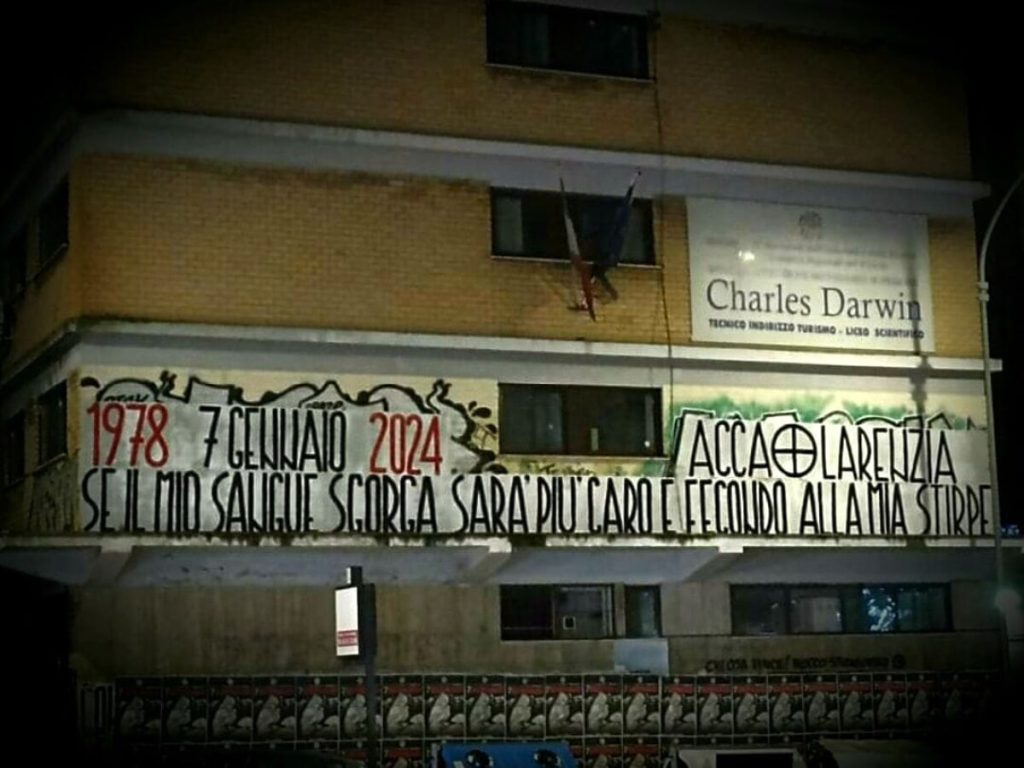 Charles Darwin
TECNICO INDIRIZZO TURISMO - LICEO SCIENTIFICO
1978 7 GENNAIO 2024
ACCA LARENZIA
SE IL MIO SANGUE SGORGA SARA' PIU' CARO E FECONDO ALLA MIA STIRPE